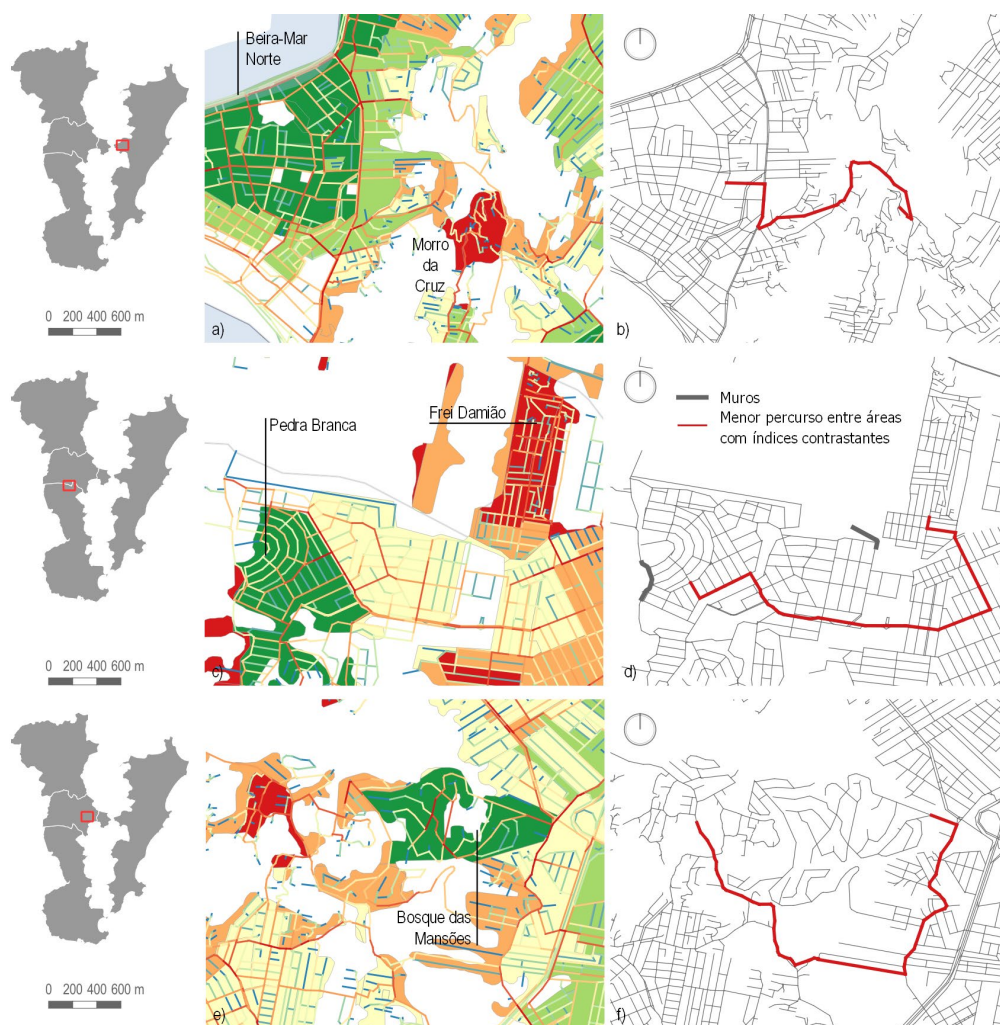 Beira-Mar
Norte
Morro
da
Cruz
0 200 400 600 m
a)
b)
Pedra Branca
Frei Damião
Muros
Menor percurso entre áreas
com índices contrastantes
0 200 400 600 m
c)
d)
Bosque das
Mansões
0 200 400 600 m
e)
f)